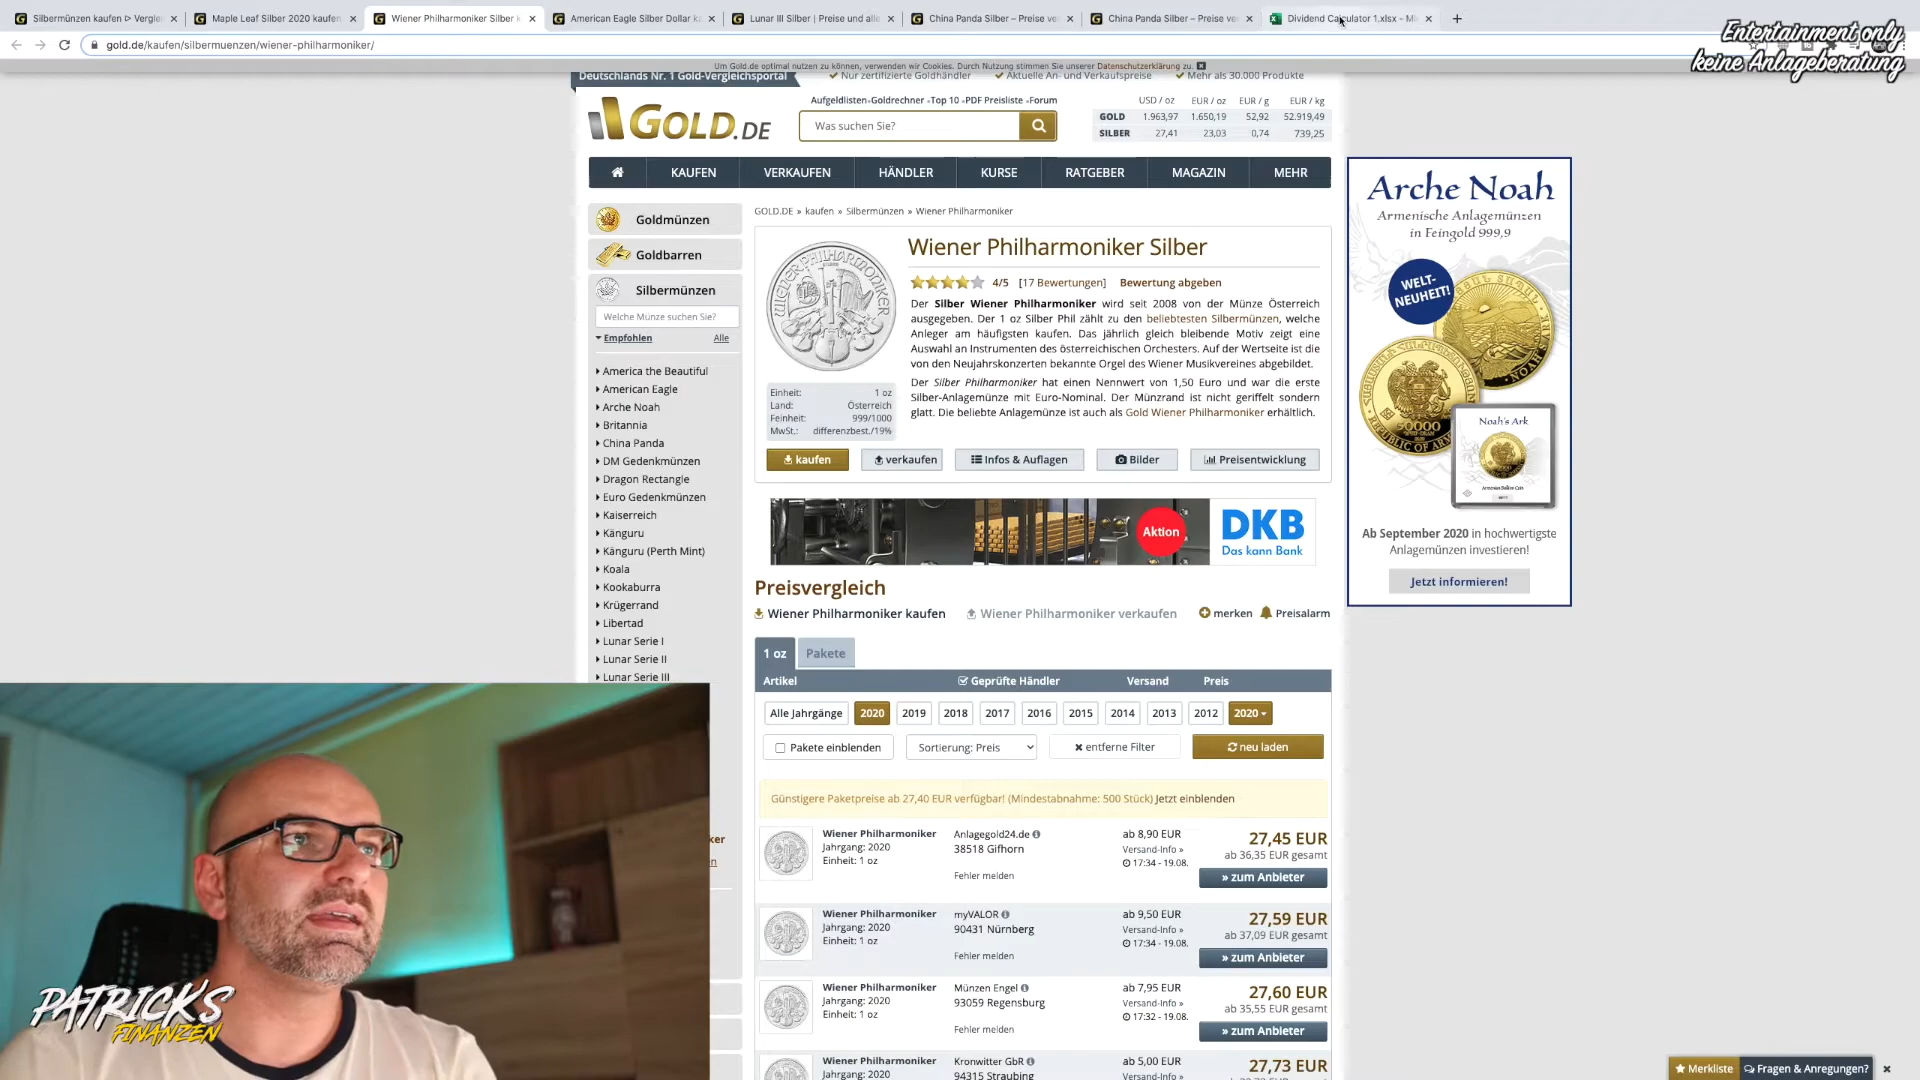 Silbermünzen kaufen ᐅ Vergle
Maple Leaf Silber 2020 kaufen
Wiener Philharmoniker Silber k
American Eagle Silber Dollar k
Lunar III Silber | Preise und alle
China Panda Silber – Preise ve
China Panda Silber – Preise ve
Dividend Calculator 1.xlsx - Mi
gold.de/kaufen/silbermuenzen/wiener-philharmoniker/
Entertainment only
keine Anlageberatung
Um Gold.de optimal nutzen zu können, verwenden wir Cookies. Durch Nutzung stimmen Sie unserer Datenschutzerklärung zu.
Deutschlands Nr. 1 Gold-Vergleichsportal
Nur zertifizierte Goldhändler
Aktuelle An- und Verkaufspreise
Mehr als 30.000 Produkte
GOLD.DE
Aufgeldlisten Goldrechner Top 10 PDF Preisliste Forum
Was suchen Sie?
USD / oz EUR / oz EUR / g EUR / kg
GOLD 1.963,97 1.650,19 52,92 52.919,49
SILBER 27,41 23,03 0,74 739,25
KAUFEN VERKAUFEN HÄNDLER KURSE RATGEBER MAGAZIN MEHR
Goldmünzen
Goldbarren
Silbermünzen
Welche Münze suchen Sie?
Empfohlen Alle
America the Beautiful
American Eagle
Arche Noah
Britannia
China Panda
DM Gedenkmünzen
Dragon Rectangle
Euro Gedenkmünzen
Kaiserreich
Känguru
Känguru (Perth Mint)
Koala
Kookaburra
Krügerrand
Libertad
Lunar Serie I
Lunar Serie II
Lunar Serie III
GOLD.DE » kaufen » Silbermünzen » Wiener Philharmoniker
WIENER PHILHARMONIKER
Einheit: 1 oz
Land: Österreich
Feinheit: 999/1000
MwSt.: differenzbest./19%
Wiener Philharmoniker Silber
4/5 [17 Bewertungen] Bewertung abgeben
Der Silber Wiener Philharmoniker wird seit 2008 von der Münze Österreich
ausgegeben. Der 1 oz Silber Phil zählt zu den beliebtesten Silbermünzen, welche
Anleger am häufigsten kaufen. Das jährlich gleich bleibende Motiv zeigt eine
Auswahl an Instrumenten des österreichischen Orchesters. Auf der Wertseite ist die
von den Neujahrskonzerten bekannte Orgel des Wiener Musikvereines abgebildet.
Der Silber Philharmoniker hat einen Nennwert von 1,50 Euro und war die erste
Silber-Anlagemünze mit Euro-Nominal. Der Münzrand ist nicht geriffelt sondern
glatt. Die beliebte Anlagemünze ist auch als Gold Wiener Philharmoniker erhältlich.
kaufen verkaufen Infos & Auflagen Bilder Preisentwicklung
Aktion
DKB
Das kann Bank
Preisvergleich
Wiener Philharmoniker kaufen Wiener Philharmoniker verkaufen merken Preisalarm
1 oz Pakete
Artikel Geprüfte Händler Versand Preis
Alle Jahrgänge 2020 2019 2018 2017 2016 2015 2014 2013 2012 2020
Pakete einblenden Sortierung: Preis entferne Filter neu laden
Günstigere Paketpreise ab 27,40 EUR verfügbar! (Mindestabnahme: 500 Stück) Jetzt einblenden
Wiener Philharmoniker Anlagegold24.de ab 8,90 EUR 27,45 EUR
Jahrgang: 2020 38518 Gifhorn Versand-Info » ab 36,35 EUR gesamt
Einheit: 1 oz 17:34 - 19.08.
Fehler melden » zum Anbieter
Wiener Philharmoniker myVALOR ab 9,50 EUR 27,59 EUR
Jahrgang: 2020 90431 Nürnberg Versand-Info » ab 37,09 EUR gesamt
Einheit: 1 oz 17:34 - 19.08.
Fehler melden » zum Anbieter
Wiener Philharmoniker Münzen Engel ab 7,95 EUR 27,60 EUR
Jahrgang: 2020 93059 Regensburg Versand-Info » ab 35,55 EUR gesamt
Einheit: 1 oz 17:32 - 19.08.
Fehler melden » zum Anbieter
Wiener Philharmoniker Kronwitter GbR ab 5,00 EUR 27,73 EUR
Jahrgang: 2020 94315 Straubing
Arche Noah
Armenische Anlagemünzen
in Feingold 999,9
WELT-
NEUHEIT!
Noah's Ark
Ab September 2020 in hochwertigste
Anlagemünzen investieren!
Jetzt informieren!
ker
en
PATRICK'S
FINANZEN
Merkliste Fragen & Anregungen?